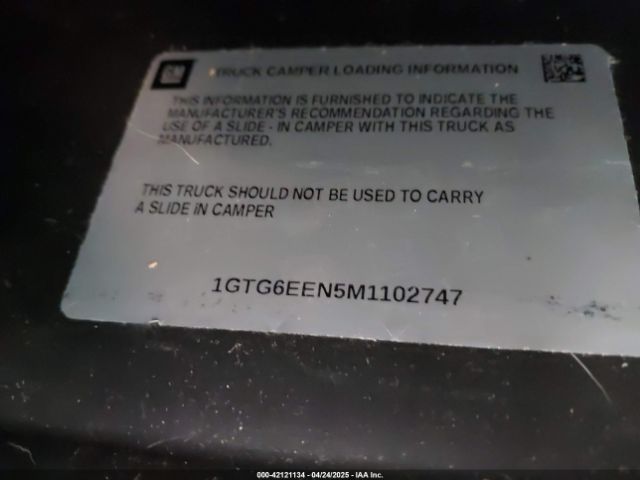 GM
TRUCK CAMPER LOADING INFORMATION
THIS INFORMATION IS FURNISHED TO INDICATE THE
MANUFACTURER'S RECOMMENDATION REGARDING THE
USE OF A SLIDE - IN CAMPER WITH THIS TRUCK AS
MANUFACTURED.
THIS TRUCK SHOULD NOT BE USED TO CARRY
A SLIDE IN CAMPER
1GTG6EEN5M1102747
000-42121134 - 04/24/2025 - IAA Inc.